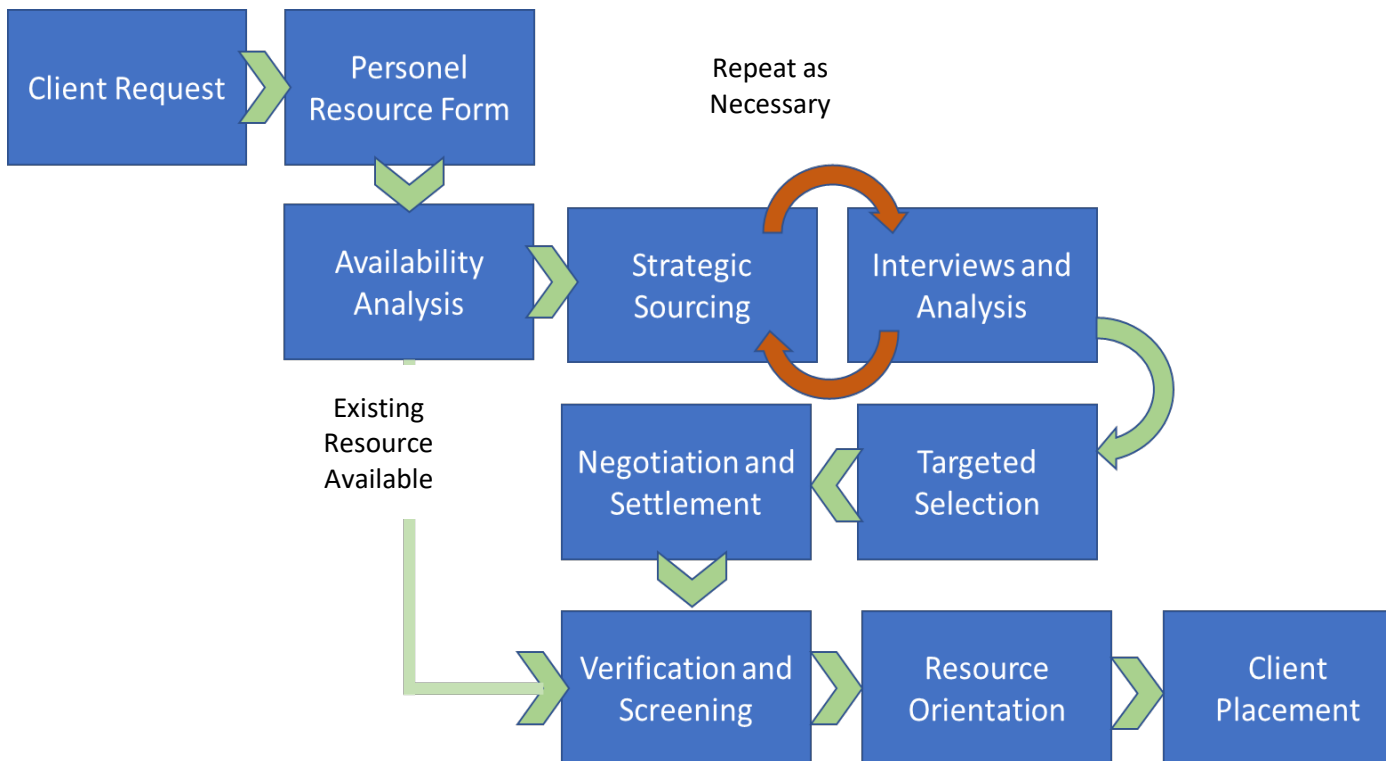 Client Request
Personel
Resource Form
Repeat as
Necessary
Availability
Analysis
Strategic
Sourcing
Interviews and
Analysis
Existing
Resource
Available
Negotiation and
Settlement
Targeted
Selection
Verification and
Screening
Resource
Orientation
Client
Placement